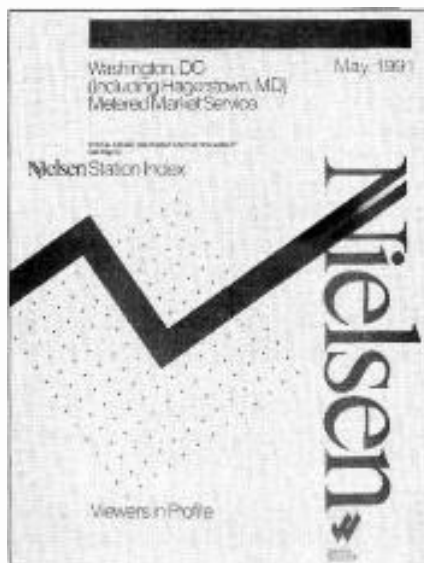 Washington, DC
(Including Hagerstown, MD)
Metered Market Service
May, 1991
Nielsen Station Index
Nielsen
Viewers in Profile